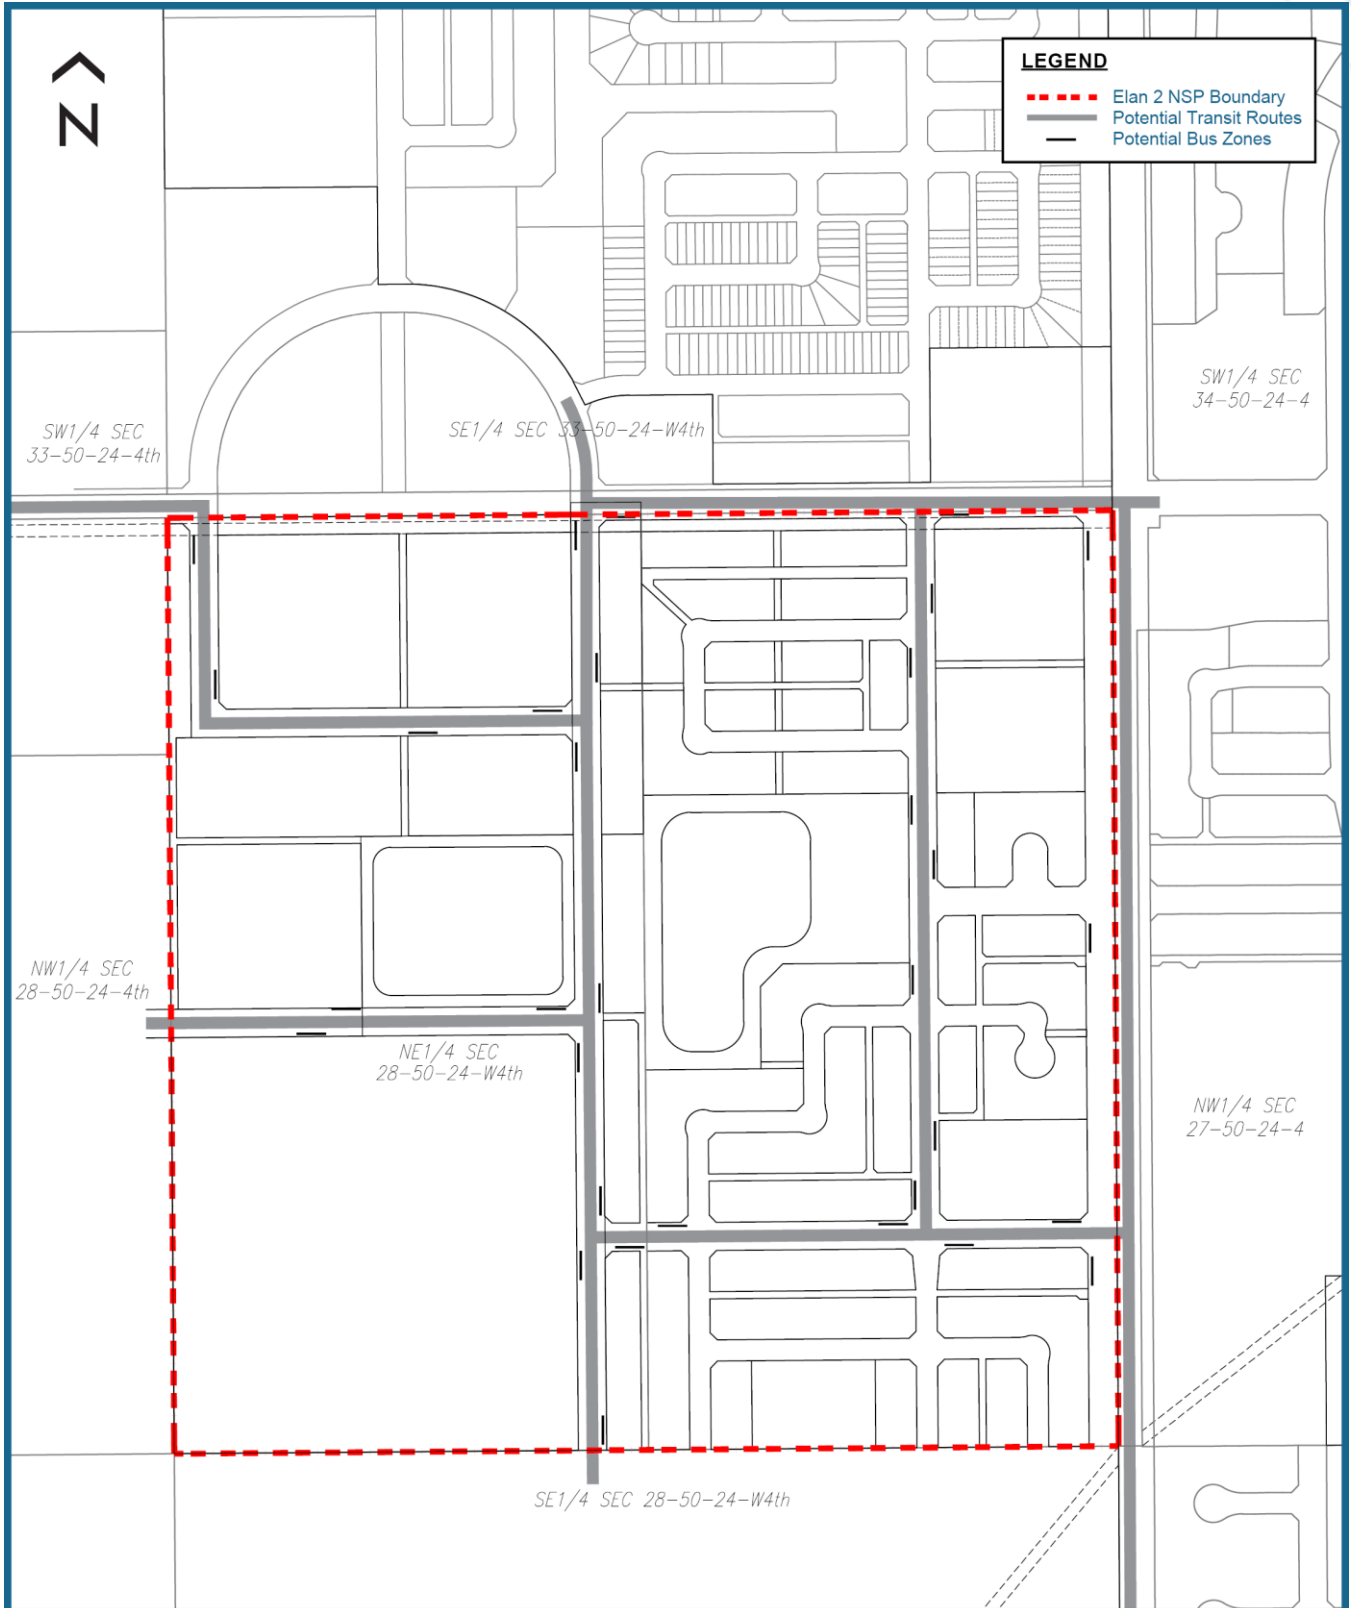 N
LEGEND
Elan 2 NSP Boundary
Potential Transit Routes
Potential Bus Zones
SW1/4 SEC
34-50-24-4
SW1/4 SEC
33-50-24-4th
SE1/4 SEC 33-50-24-W4th
NW1/4 SEC
28-50-24-4th
NE1/4 SEC
28-50-24-W4th
NW1/4 SEC
27-50-24-4
SE1/4 SEC 28-50-24-W4th